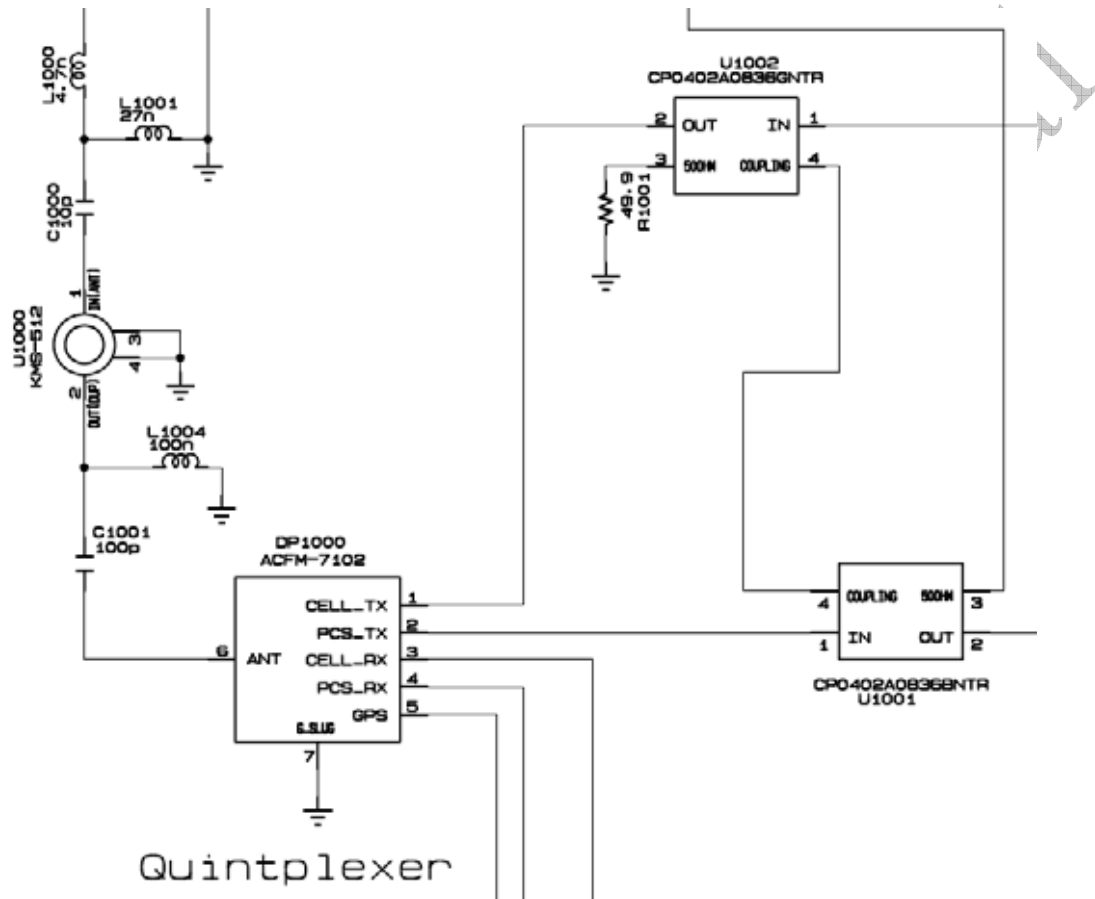 L1000
4.7n
L1001
27n
C1000
10p
U1000
KMS-512
1
IN(ANT)
3
4
2
OUT(DUP)
L1004
100n
C1001
100p
DP1000
ACFM-7102
6
ANT
CELL_TX
1
PCS_TX
2
CELL_RX
3
PCS_RX
4
GPS
5
G.SLUG
7
Quintplexer
U1002
CP0402A0836GNTR
2
OUT
IN
1
3
50OHM
COUPLING
4
49.9
R1001
4
COUPLING
50OHM
3
1
IN
OUT
2
CP0402A0836BNTR
U1001